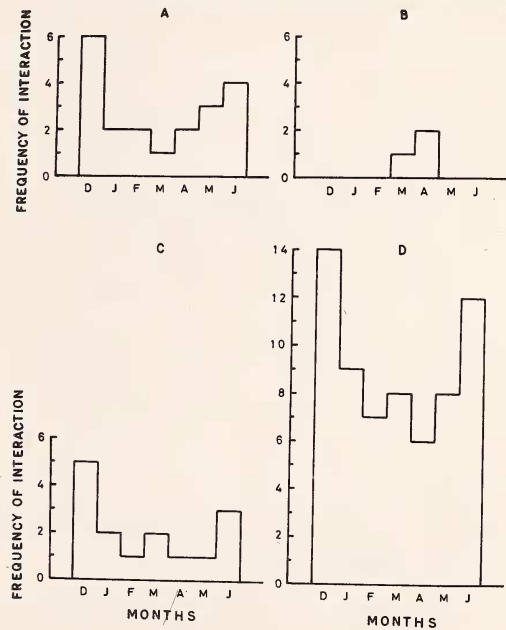 A
FREQUENCY OF INTERACTION
6
4
2
0
D J F M A M J
B
6
4
2
0
D J F M A M J
C
FREQUENCY OF INTERACTION
6
4
2
0
D J F M A M J
MONTHS
D
14
12
10
8
6
4
2
0
D J F M A M J
MONTHS